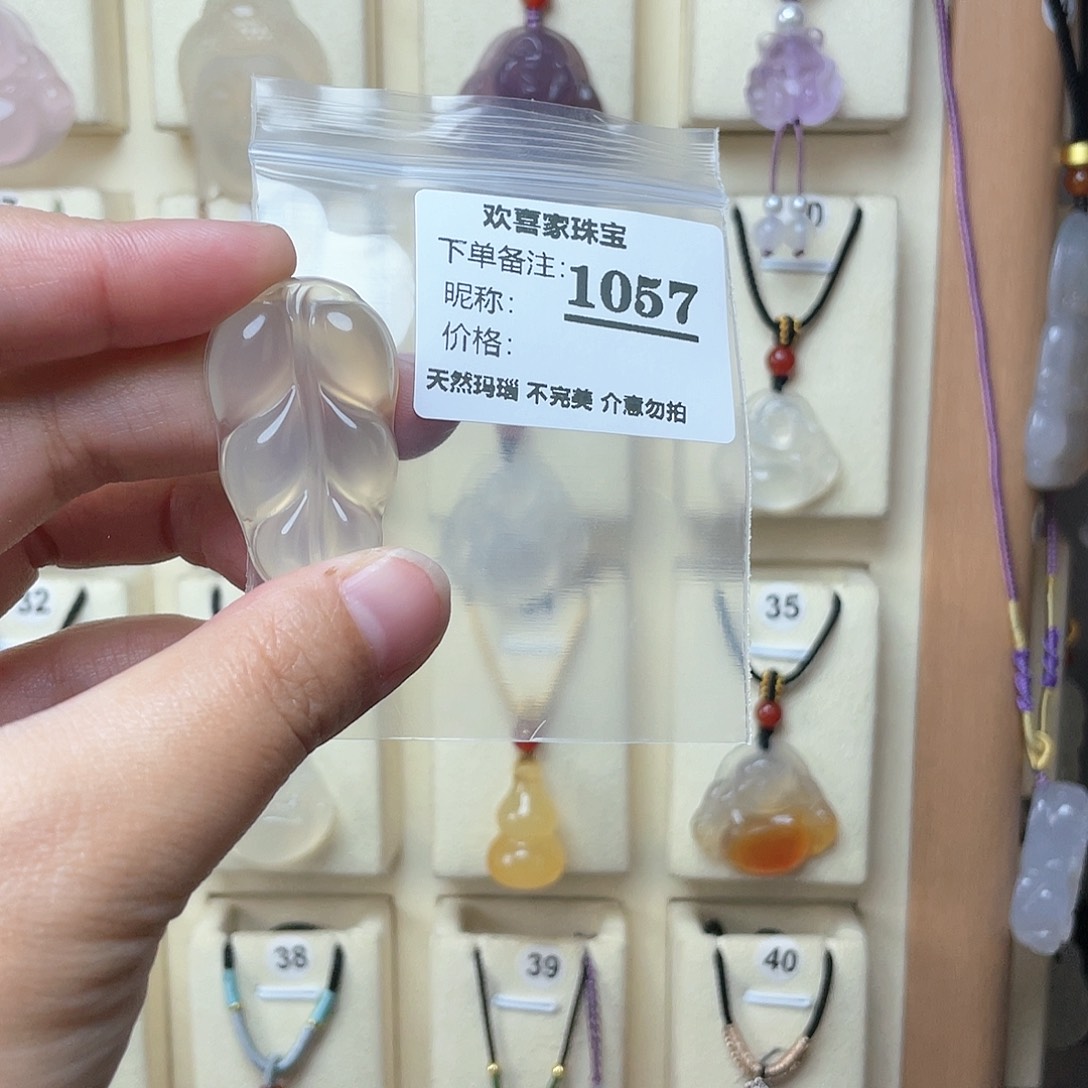 欢喜家珠宝
下单备注:1057
昵称:
价格:
天然玛瑙 不完美 介意勿拍
32
35
38
39
40